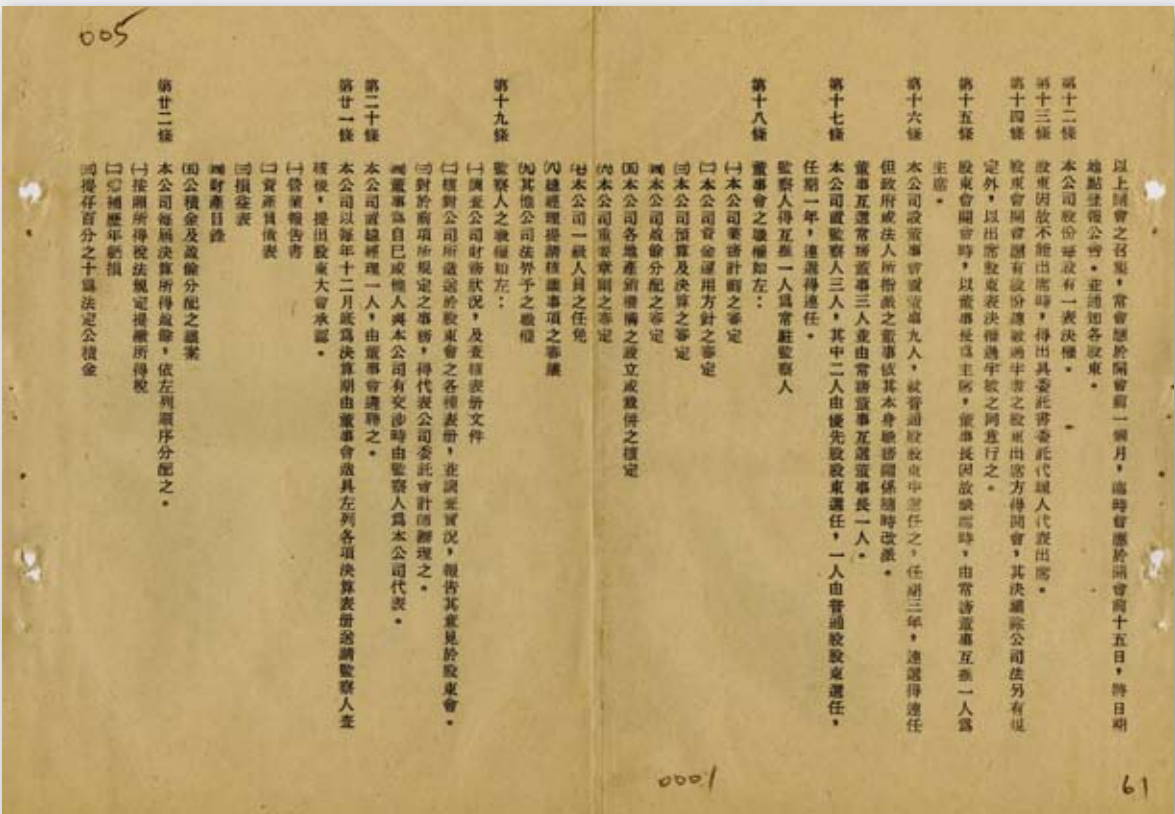 005
以上開會之召集,常會應於開會前一個月,臨時會應於開會前十五日,將日期
地點登報公告,並通知各股東。
第十二條 本公司股份每股有一表決權。
第十三條 股東因故不能出席時,得出具委託書委託代理人代表出席。
第十四條 股東會開會應有股份總數過半者之股東出席方得開會,其決議除公司法另有規
定外,以出席股東表決權過半數之同意行之。
第十五條 股東會開會時,以董事長為主席,董事長因故缺席時,由常務董事互推一人為
主席。
第十六條 本公司設董事會置董事九人,就普通股股東中選任之,任期三年,連選得連任
但政府或法人所指派之董事依其本身職務關係隨時改派。
董事互選常務董事三人並由常務董事互選董事長一人。
第十七條 本公司置監察人三人,其中二人由優先股股東選任,一人由普通股股東選任,
任期一年,連選得連任。
監察人得互推一人為常駐監察人
第十八條 董事會之職權如左:
㈠本公司業務計劃之審定
㈡本公司資金運用方針之審定
㈢本公司預算及決算之審定
㈣本公司盈餘分配之審定
㈤本公司各地產銷機構之設立或裁併之核定
㈥本公司重要章則之審定
㈦本公司一級人員之任免
㈧總經理提請核議事項之審議
㈨其他公司法畀予之職權
第十九條 監察人之職權如左:
㈠調查公司財務狀況,及查核表册文件
㈡核對公司所造送於股東會之各種表册,並調查實況,報告其意見於股東會。
㈢對於前項所規定之事務,得代表公司委託會計師辦理之。
㈣董事為自己或他人與本公司有交涉時由監察人為本公司代表。
第二十條 本公司置總經理一人,由董事會遴聘之。
第廿一條 本公司以每年十二月底為決算期由董事會造具左列各項決算表册送請監察人查
核後,提出股東大會承認。
㈠營業報告書
㈡資產負債表
㈢損益表
㈣財產目錄
㈤公積金及盈餘分配之議案
第廿二條 本公司每屆決算所得盈餘,依左列順序分配之。
㈠按照所得稅法規定提繳所得稅
㈡彌補歷年虧損
㈢提存百分之十為法定公積金
0001
61